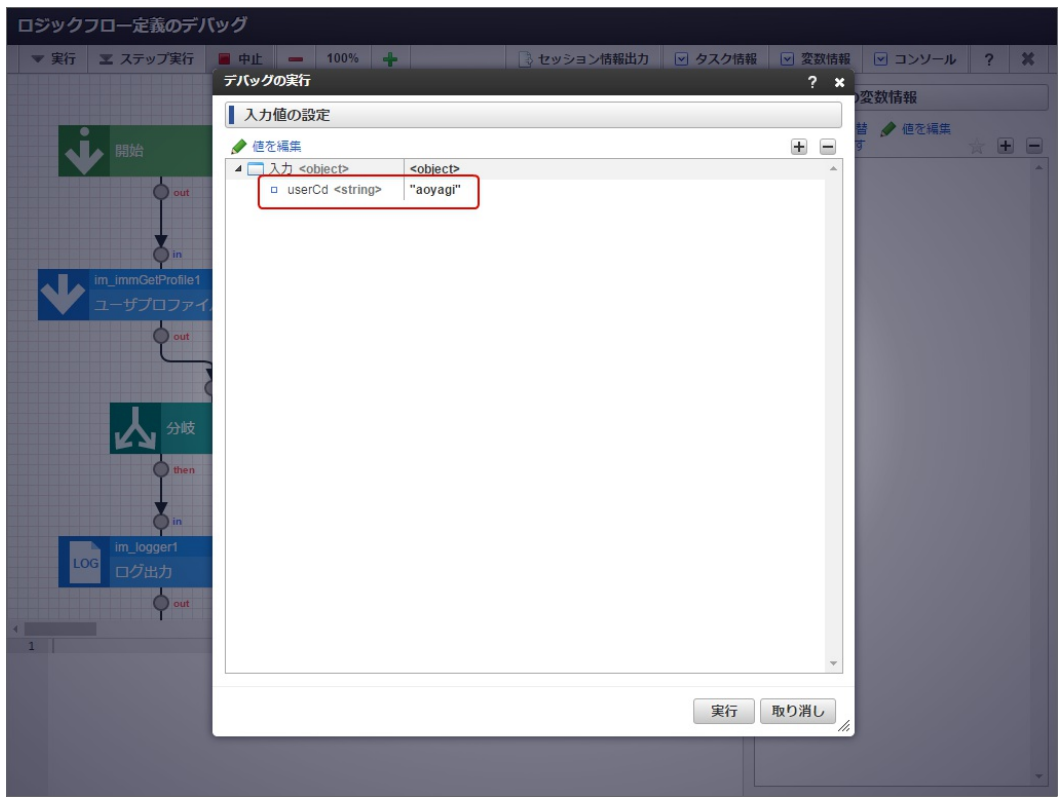 ロジックフロー定義のデバッグ
実行 ステップ実行 中止 100% セッション情報出力 タスク情報 変数情報 コンソール ?
デバッグの実行 ?
入力値の設定
値を編集
入力 <object> <object>
userCd <string> "aoyagi"
実行 取り消し
開始
out
in
im_immGetProfile1
ユーザプロファイ
out
分岐
then
in
im_logger1
LOG
ログ出力
out
1
の変数情報
替
す
値を編集